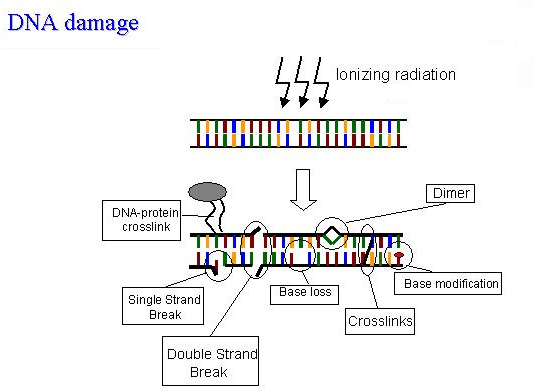 DNA damage
Ionizing radiation
Dimer
DNA-protein
crosslink
Base modification
Base loss
Single Strand
Break
Crosslinks
Double Strand
Break